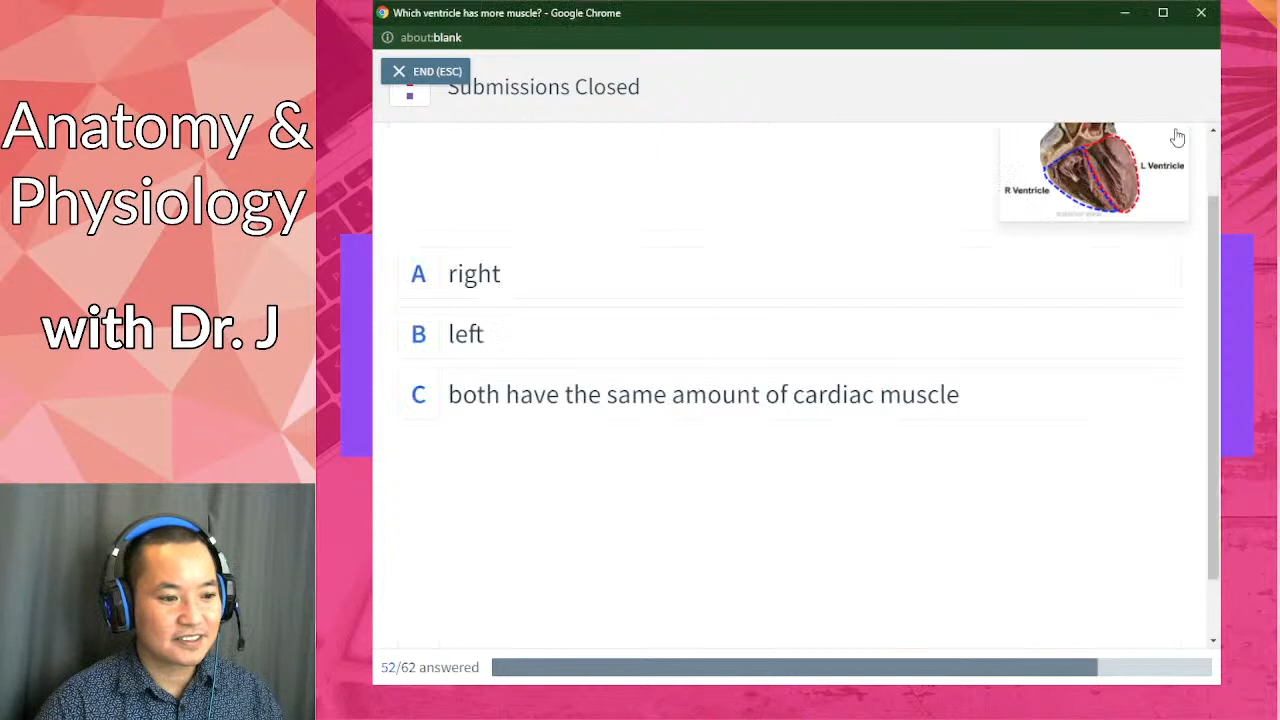 Anatomy &
Physiology
with Dr. J
Which ventricle has more muscle? - Google Chrome
about:blank
END (ESC)
Submissions Closed
L Ventricle
R Ventricle
A right
B left
C both have the same amount of cardiac muscle
52/62 answered